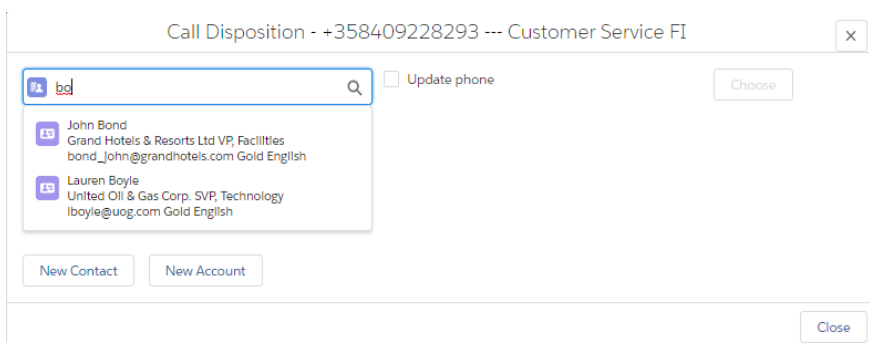 Call Disposition - +358409228293 --- Customer Service FI
bo
Update phone
Choose
John Bond
Grand Hotels & Resorts Ltd VP, Facilities
bond_john@grandhotels.com Gold English
Lauren Boyle
United Oil & Gas Corp. SVP, Technology
lboyle@uog.com Gold English
New Contact
New Account
Close